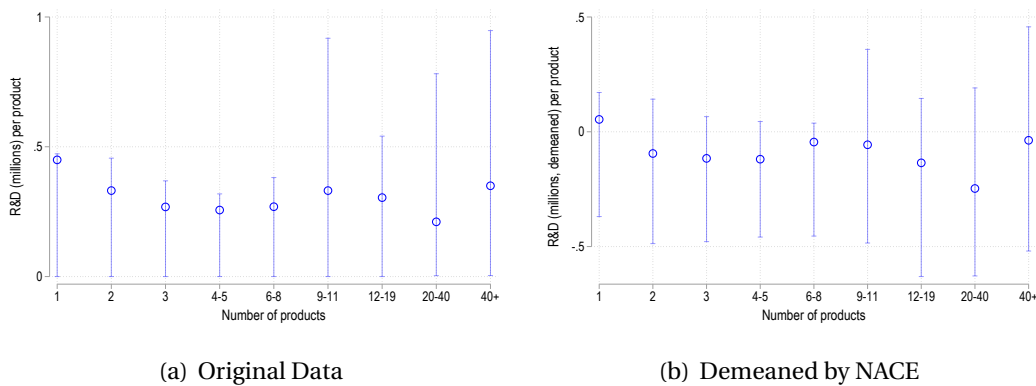 1
.5
0
R&D (millions) per product
1 2 3 4-5 6-8 9-11 12-19 20-40 40+
Number of products
(a) Original Data
.5
0
-.5
R&D (millions, demeaned) per product
1 2 3 4-5 6-8 9-11 12-19 20-40 40+
Number of products
(b) Demeaned by NACE